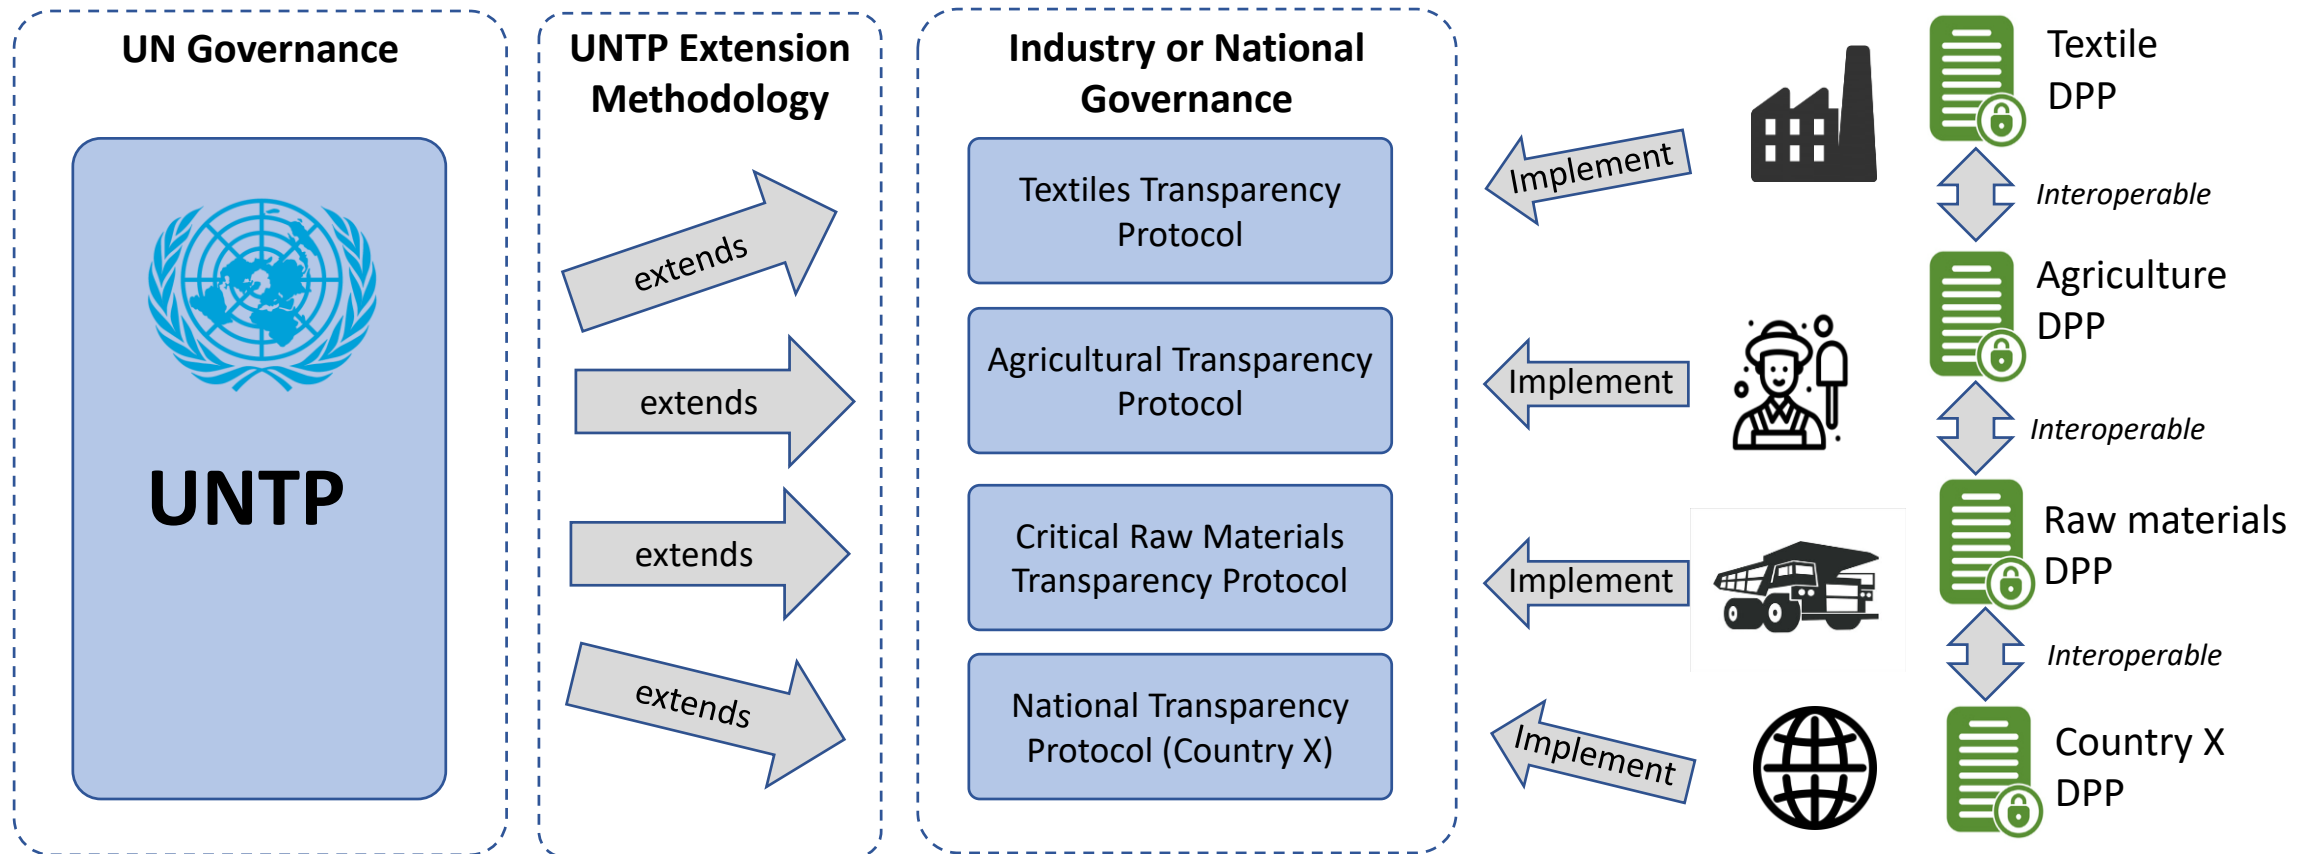 UN Governance
UNTP
UNTP Extension
Methodology
extends
extends
extends
extends
Industry or National
Governance
Textiles Transparency
Protocol
Agricultural Transparency
Protocol
Critical Raw Materials
Transparency Protocol
National Transparency
Protocol (Country X)
Implement
Implement
Implement
Implement
Textile
DPP
Interoperable
Agriculture
DPP
Interoperable
Raw materials
DPP
Interoperable
Country X
DPP